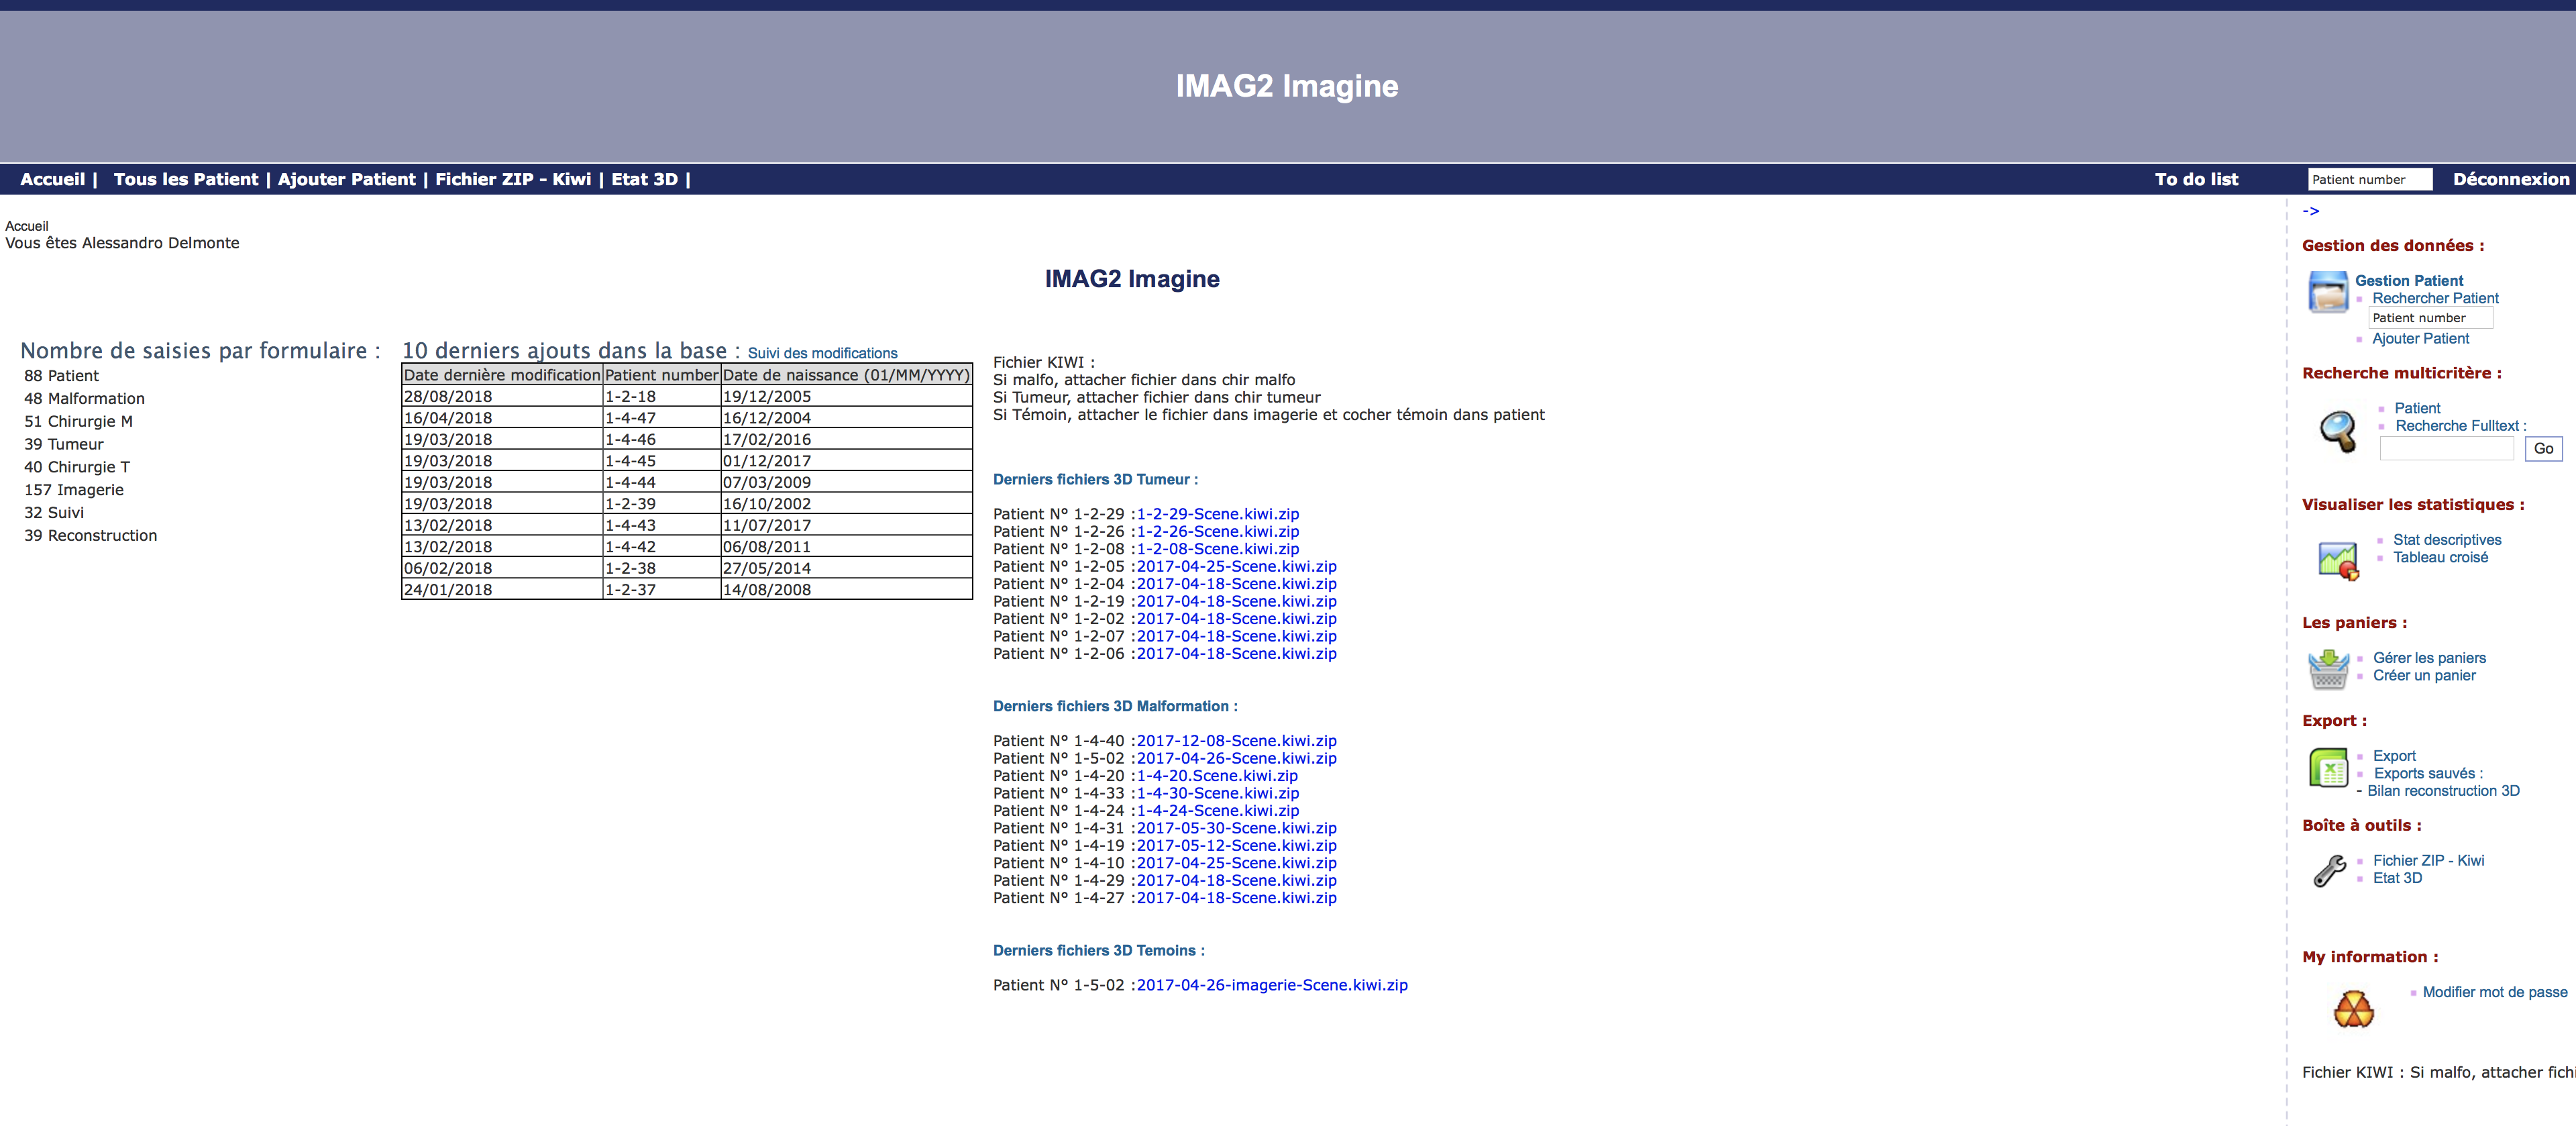 IMAG2 Imagine
Accueil | Tous les Patient | Ajouter Patient | Fichier ZIP - Kiwi | Etat 3D |
To do list
Patient number
Déconnexion
Accueil
Vous êtes Alessandro Delmonte
IMAG2 Imagine
Nombre de saisies par formulaire :
88 Patient
48 Malformation
51 Chirurgie M
39 Tumeur
40 Chirurgie T
157 Imagerie
32 Suivi
39 Reconstruction
10 derniers ajouts dans la base : Suivi des modifications
Date dernière modification Patient number Date de naissance (01/MM/YYYY)
28/08/2018 1-2-18 19/12/2005
16/04/2018 1-4-47 16/12/2004
19/03/2018 1-4-46 17/02/2016
19/03/2018 1-4-45 01/12/2017
19/03/2018 1-4-44 07/03/2009
19/03/2018 1-2-39 16/10/2002
13/02/2018 1-4-43 11/07/2017
13/02/2018 1-4-42 06/08/2011
06/02/2018 1-2-38 27/05/2014
24/01/2018 1-2-37 14/08/2008
Fichier KIWI :
Si malfo, attacher fichier dans chir malfo
Si Tumeur, attacher fichier dans chir tumeur
Si Témoin, attacher le fichier dans imagerie et cocher témoin dans patient
Derniers fichiers 3D Tumeur :
Patient N° 1-2-29 :1-2-29-Scene.kiwi.zip
Patient N° 1-2-26 :1-2-26-Scene.kiwi.zip
Patient N° 1-2-08 :1-2-08-Scene.kiwi.zip
Patient N° 1-2-05 :2017-04-25-Scene.kiwi.zip
Patient N° 1-2-04 :2017-04-18-Scene.kiwi.zip
Patient N° 1-2-19 :2017-04-18-Scene.kiwi.zip
Patient N° 1-2-02 :2017-04-18-Scene.kiwi.zip
Patient N° 1-2-07 :2017-04-18-Scene.kiwi.zip
Patient N° 1-2-06 :2017-04-18-Scene.kiwi.zip
Derniers fichiers 3D Malformation :
Patient N° 1-4-40 :2017-12-08-Scene.kiwi.zip
Patient N° 1-5-02 :2017-04-26-Scene.kiwi.zip
Patient N° 1-4-20 :1-4-20.Scene.kiwi.zip
Patient N° 1-4-33 :1-4-30-Scene.kiwi.zip
Patient N° 1-4-24 :1-4-24-Scene.kiwi.zip
Patient N° 1-4-31 :2017-05-30-Scene.kiwi.zip
Patient N° 1-4-19 :2017-05-12-Scene.kiwi.zip
Patient N° 1-4-10 :2017-04-25-Scene.kiwi.zip
Patient N° 1-4-29 :2017-04-18-Scene.kiwi.zip
Patient N° 1-4-27 :2017-04-18-Scene.kiwi.zip
Derniers fichiers 3D Temoins :
Patient N° 1-5-02 :2017-04-26-imagerie-Scene.kiwi.zip
->
Gestion des données :
Gestion Patient
Rechercher Patient
Patient number
Ajouter Patient
Recherche multicritère :
Patient
Recherche Fulltext :
Go
Visualiser les statistiques :
Stat descriptives
Tableau croisé
Les paniers :
Gérer les paniers
Créer un panier
Export :
Export
Exports sauvés :
- Bilan reconstruction 3D
Boîte à outils :
Fichier ZIP - Kiwi
Etat 3D
My information :
Modifier mot de passe
Fichier KIWI : Si malfo, attacher fichi